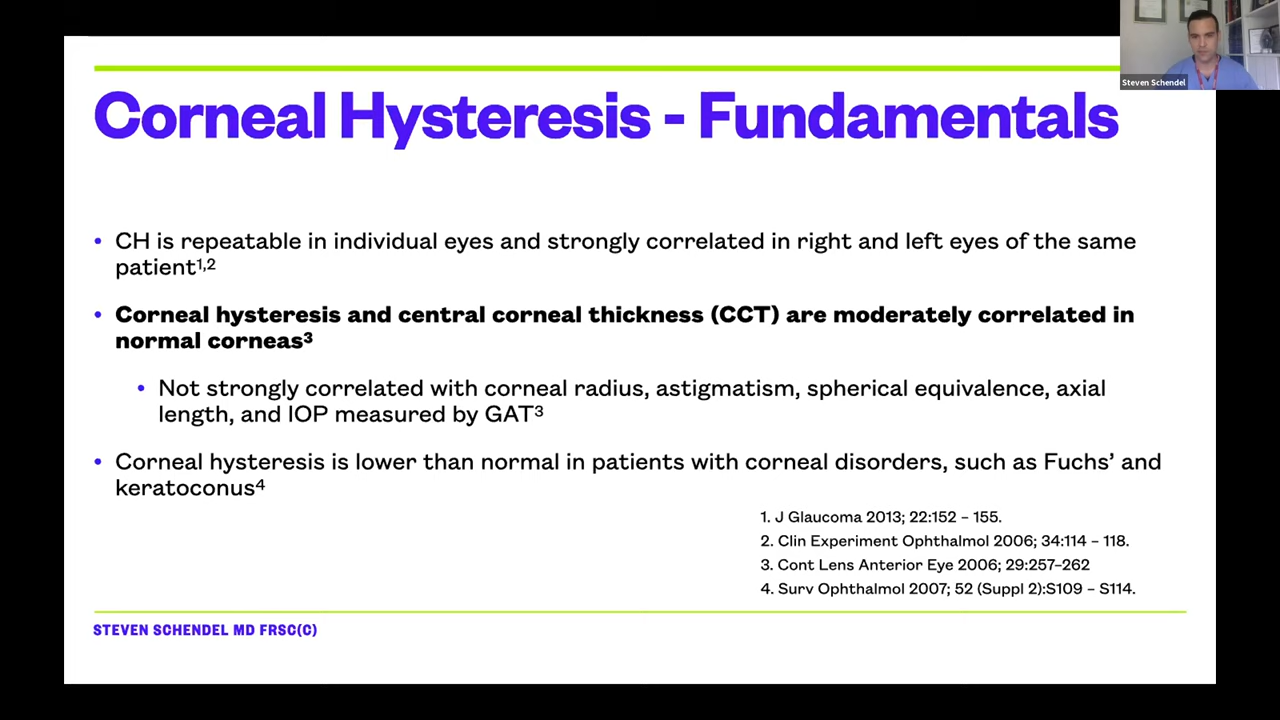 Steven Schendel
Corneal Hysteresis - Fundamentals
• CH is repeatable in individual eyes and strongly correlated in right and left eyes of the same
patient1,2
• Corneal hysteresis and central corneal thickness (CCT) are moderately correlated in
normal corneas3
• Not strongly correlated with corneal radius, astigmatism, spherical equivalence, axial
length, and IOP measured by GAT3
• Corneal hysteresis is lower than normal in patients with corneal disorders, such as Fuchs’ and
keratoconus4
1. J Glaucoma 2013; 22:152 – 155.
2. Clin Experiment Ophthalmol 2006; 34:114 – 118.
3. Cont Lens Anterior Eye 2006; 29:257–262
4. Surv Ophthalmol 2007; 52 (Suppl 2):S109 – S114.
STEVEN SCHENDEL MD FRSC(C)